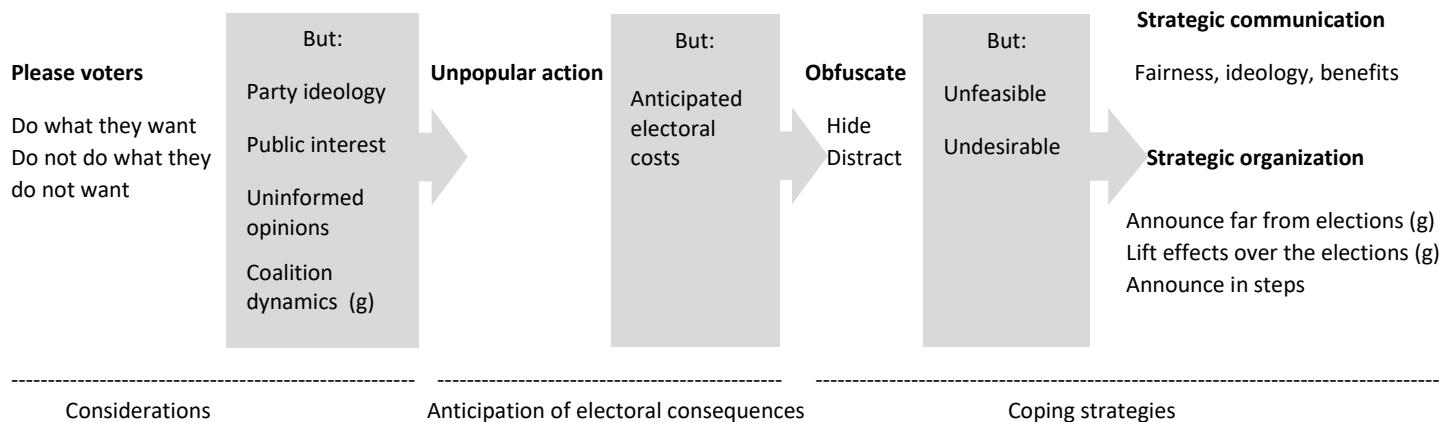 Please voters
Do what they want
Do not do what they
do not want
But:
Party ideology
Public interest
Uninformed
opinions
Coalition
dynamics (g)
Unpopular action
But:
Anticipated
electoral
costs
Obfuscate
Hide
Distract
But:
Unfeasible
Undesirable
Strategic communication
Fairness, ideology, benefits
Strategic organization
Announce far from elections (g)
Lift effects over the elections (g)
Announce in steps
Considerations
Anticipation of electoral consequences
Coping strategies